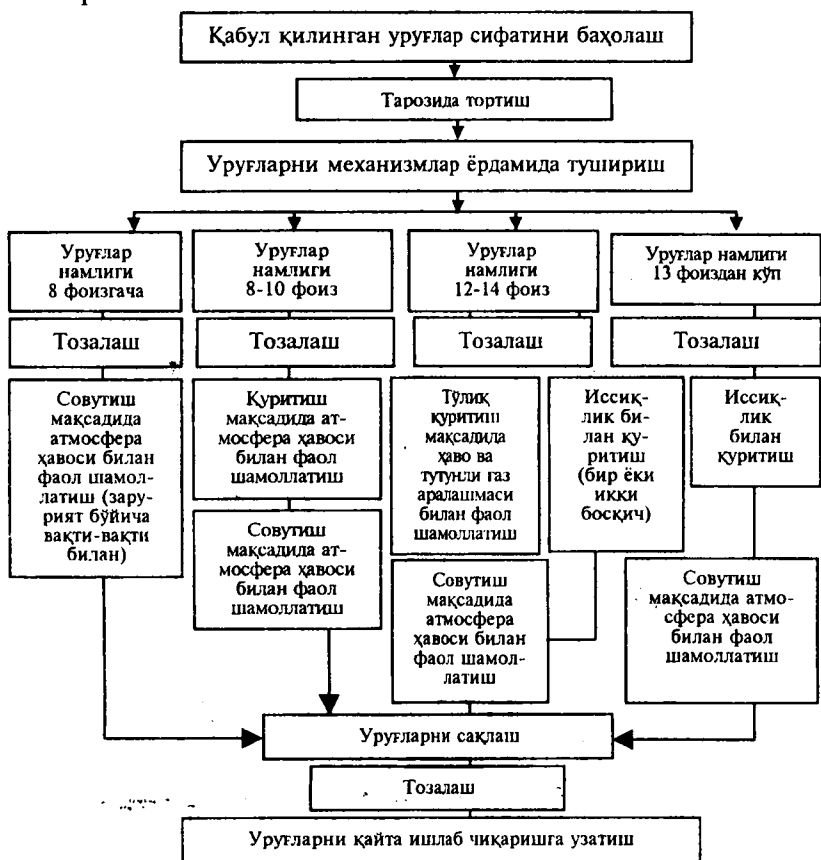 Қабул қилинган уруғлар сифатини баҳолаш
Тарозида тортиш
Уруғларни механизмлар ёрдамида тушириш
Уруғлар
намлиги
8 фоизгача
Уруғлар
намлиги
8-10 фоиз
Уруғлар
намлиги
12-14 фоиз
Уруғлар намлиги
13 фоиздан кўп
Тозалаш
Тозалаш
Тозалаш
Тозалаш
Совутиш
мақсадида
атмосфера
ҳавоси билан
фаол шамол-
латиш (зару-
рият бўйича
вақти-вақти
билан)
Қуритиш
мақсадида ат-
мосфера ҳавоси
билан фаол
шамоллатиш
Совутиш
мақсадида ат-
мосфера ҳавоси
билан фаол
шамоллатиш
Тўлиқ
қуритиш
мақсадида
ҳаво ва
тутунли газ
аралашмаси
билан фаол
шамоллатиш
Иссиқ-
лик би-
лан қу-
ритиш
(бир ёки
икки
босқич)
Совутиш
мақсадида
атмосфера
ҳавоси билан
фаол шамол-
латиш
Иссиқ-
лик
билан
қуритиш
Совутиш
мақсадида атмо-
сфера ҳавоси
билан фаол
шамоллатиш
Уруғларни сақлаш
Тозалаш
Уруғларни қайта ишлаб чиқаришга узатиш